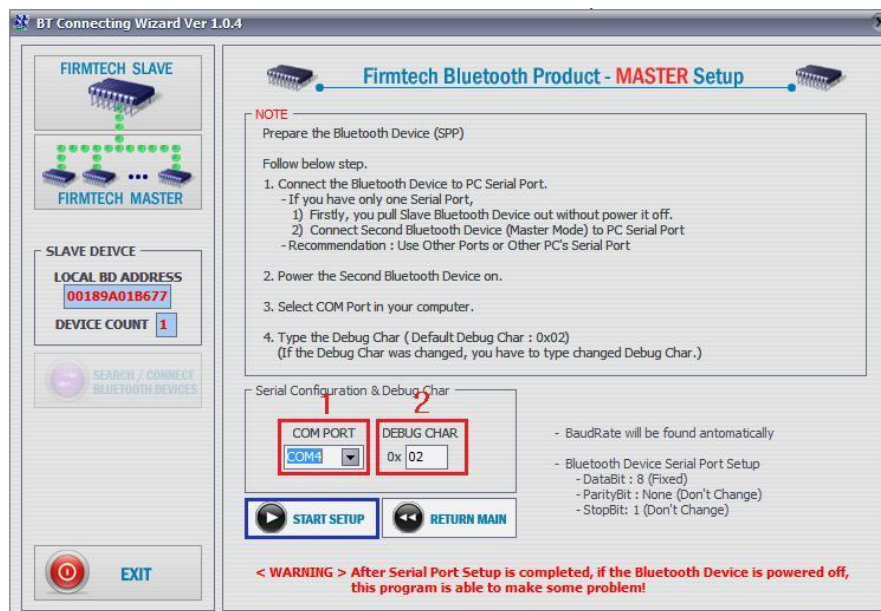 BT Connecting Wizard Ver 1.0.4
FIRMTECH SLAVE
FIRMTECH MASTER
SLAVE DEIVCE
LOCAL BD ADDRESS
00189A01B677
DEVICE COUNT 1
SEARCH / CONNECT
BLUETOOTH DEVICES
EXIT
Firmtech Bluetooth Product - MASTER Setup
NOTE
Prepare the Bluetooth Device (SPP)
Follow below step.
1. Connect the Bluetooth Device to PC Serial Port.
- If you have only one Serial Port,
1) Firstly, you pull Slave Bluetooth Device out without power it off.
2) Connect Second Bluetooth Device (Master Mode) to PC Serial Port
- Recommendation : Use Other Ports or Other PC's Serial Port
2. Power the Second Bluetooth Device on.
3. Select COM Port in your computer.
4. Type the Debug Char ( Default Debug Char : 0x02)
(If the Debug Char was changed, you have to type changed Debug Char.)
Serial Configuration & Debug Char
1 2
COM PORT DEBUG CHAR
COM4 0x 02
- BaudRate will be found antomatically
- Bluetooth Device Serial Port Setup
- DataBit : 8 (Fixed)
- ParityBit : None (Don't Change)
- StopBit: 1 (Don't Change)
START SETUP RETURN MAIN
< WARNING > After Serial Port Setup is completed, if the Bluetooth Device is powered off,
this program is able to make some problem!